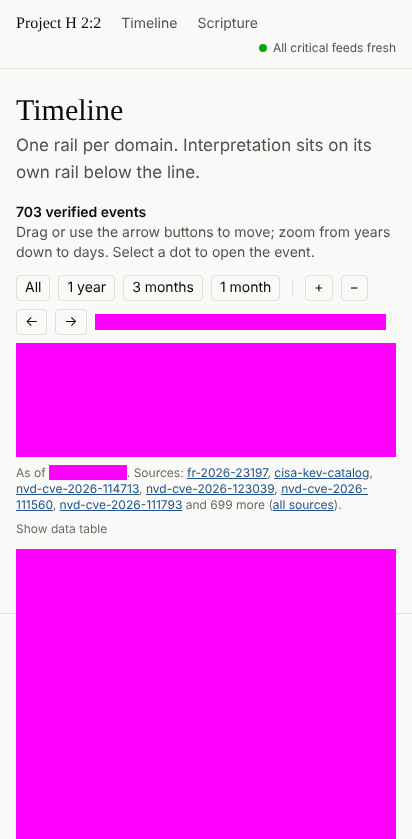 Project H 2:2 Timeline Scripture
All critical feeds fresh
Timeline
One rail per domain. Interpretation sits on its
own rail below the line.
703 verified events
Drag or use the arrow buttons to move; zoom from years
down to days. Select a dot to open the event.
All 1 year 3 months 1 month + −
← →
As of . Sources: fr-2026-23197, cisa-kev-catalog,
nvd-cve-2026-114713, nvd-cve-2026-123039, nvd-cve-2026-
111560, nvd-cve-2026-111793 and 699 more (all sources).
Show data table